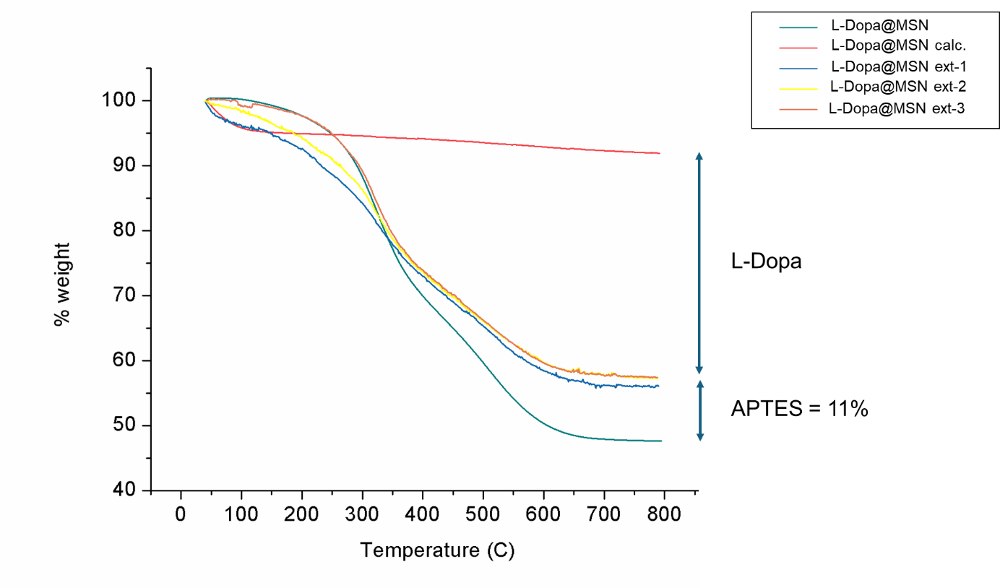 L-Dopa@MSN
L-Dopa@MSN calc.
L-Dopa@MSN ext-1
L-Dopa@MSN ext-2
L-Dopa@MSN ext-3
100
90
80
70
60
50
40
% weight
0 100 200 300 400 500 600 700 800
Temperature (C)
L-Dopa
APTES = 11%